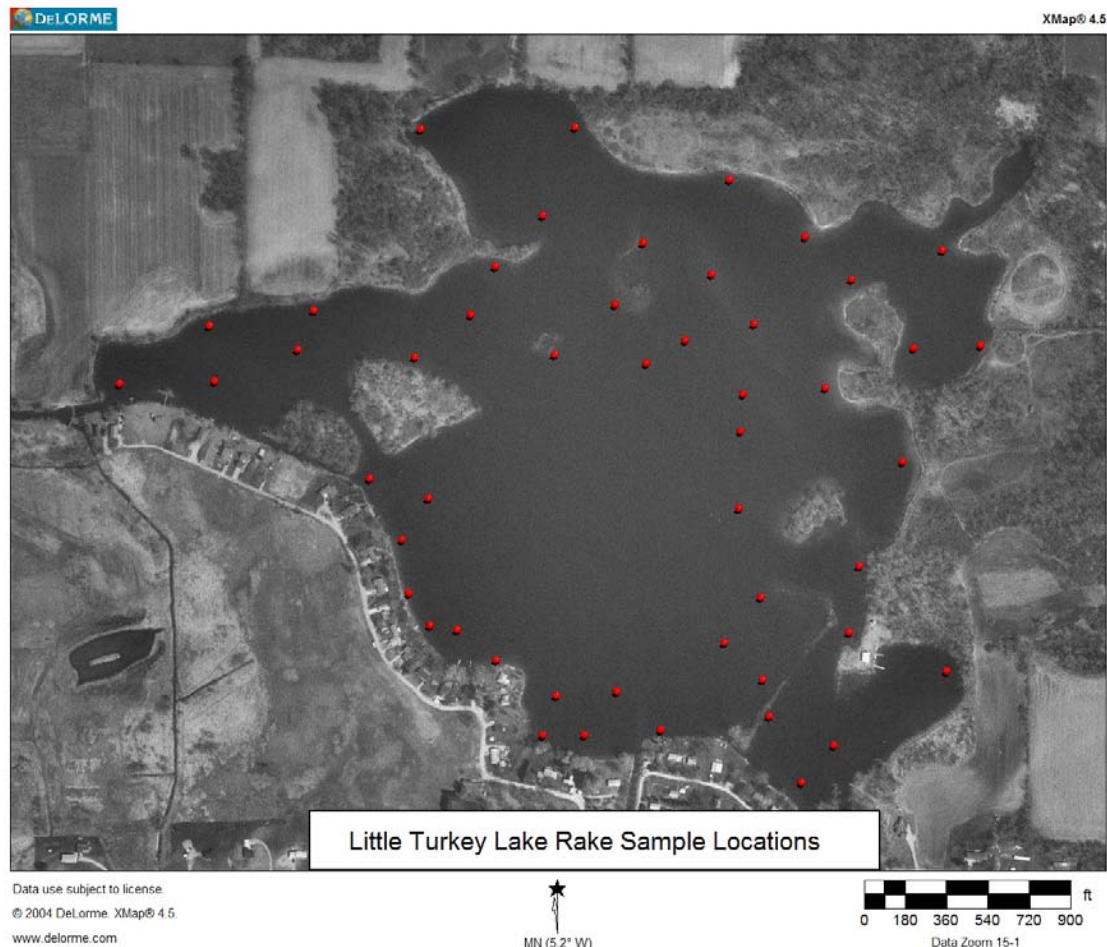 DELORME
XMap® 4.5
Little Turkey Lake Rake Sample Locations
Data use subject to license.
© 2004 DeLorme. XMap® 4.5.
www.delorme.com
MN (5.2° W)
ft
0 180 360 540 720 900
Data Zoom 15-1